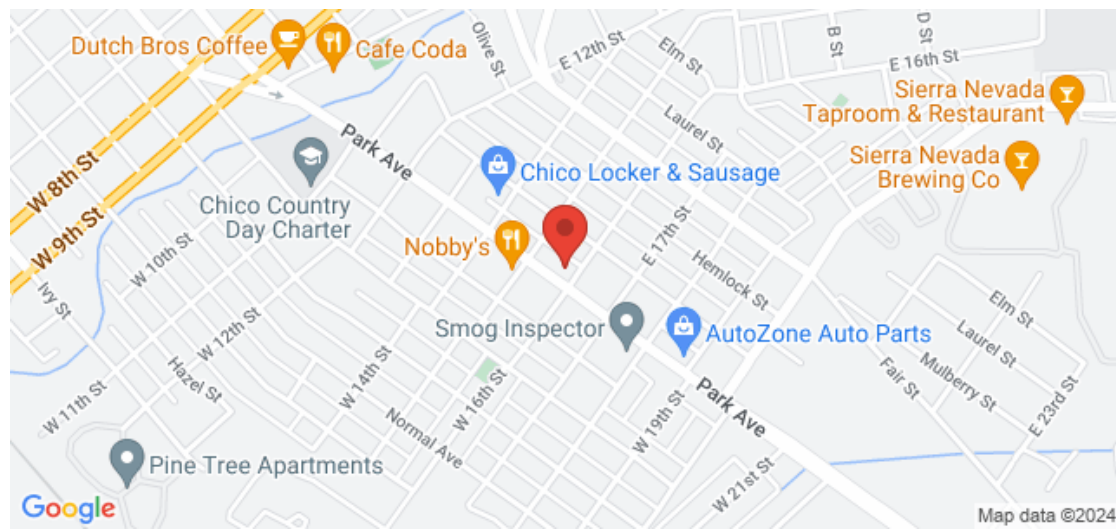 Dutch Bros Coffee
Cafe Coda
Olive St
E 12th St
Elm St
B St
D St
E 16th St
Sierra Nevada
Taproom & Restaurant
Laurel St
Park Ave
W 8th St
Chico Locker & Sausage
Sierra Nevada
Brewing Co
Chico Country
Day Charter
W 9th St
W 10th St
Nobby's
E 17th St
Hemlock St
Ivy St
W 12th St
Smog Inspector
AutoZone Auto Parts
Elm St
Laurel St
Mulberry St
Fair St
E 23rd St
Hazel St
W 14th St
W 16th St
W 11th St
Normal Ave
Park Ave
W 19th St
Pine Tree Apartments
W 21st St
Google
Map data ©2024